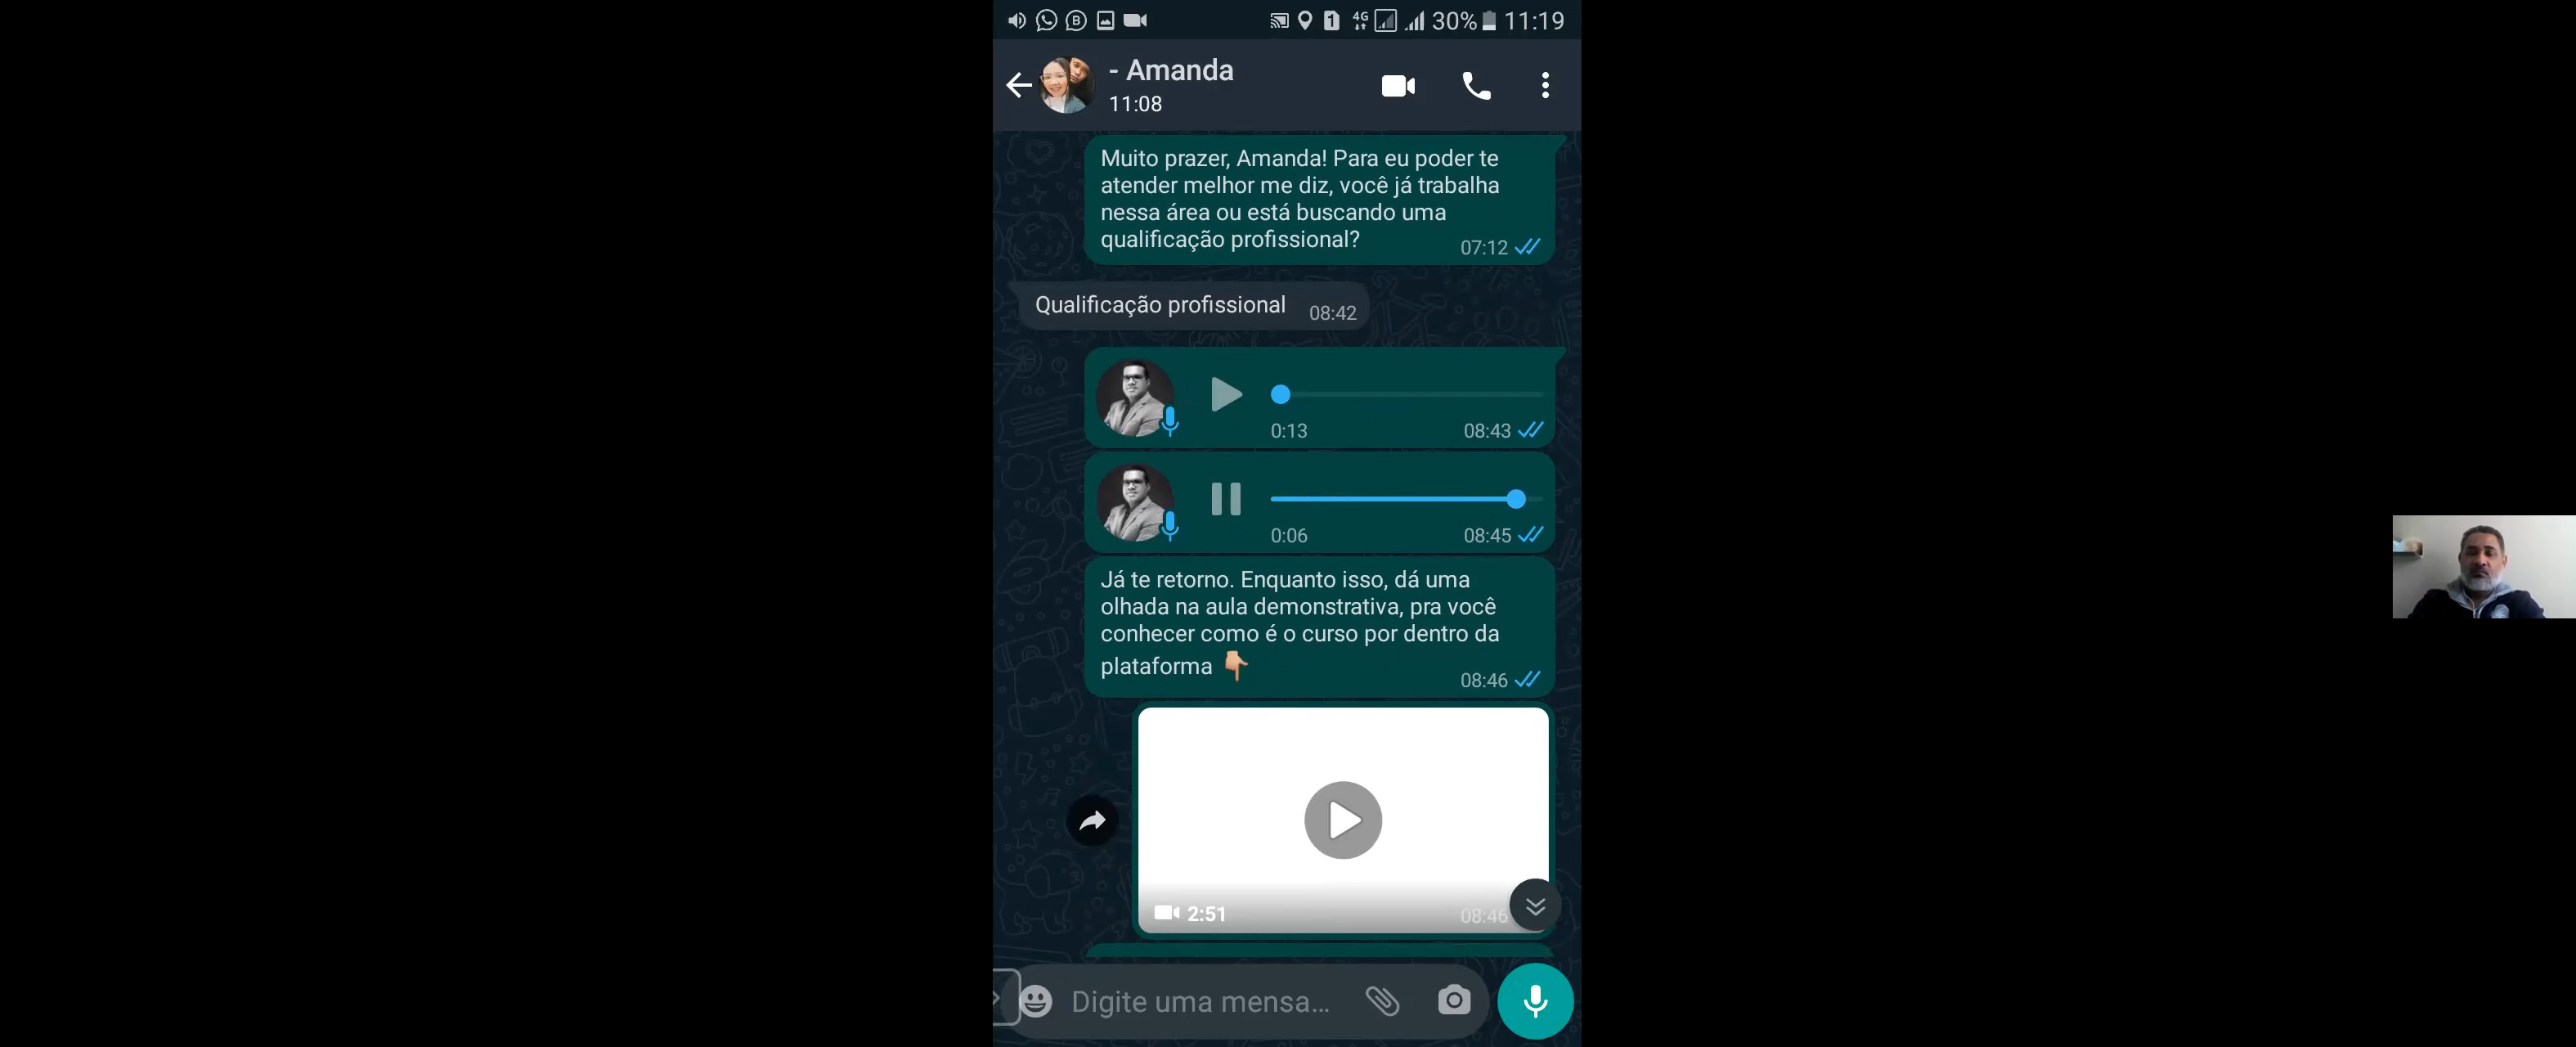 4G 30% 11:19
- Amanda
11:08
Muito prazer, Amanda! Para eu poder te
atender melhor me diz, você já trabalha
nessa área ou está buscando uma
qualificação profissional?
07:12
Qualificação profissional 08:42
0:13 08:43
0:06 08:45
Já te retorno. Enquanto isso, dá uma
olhada na aula demonstrativa, pra você
conhecer como é o curso por dentro da
plataforma 👇🏼
08:46
2:51 08:46
Digite uma mensa...